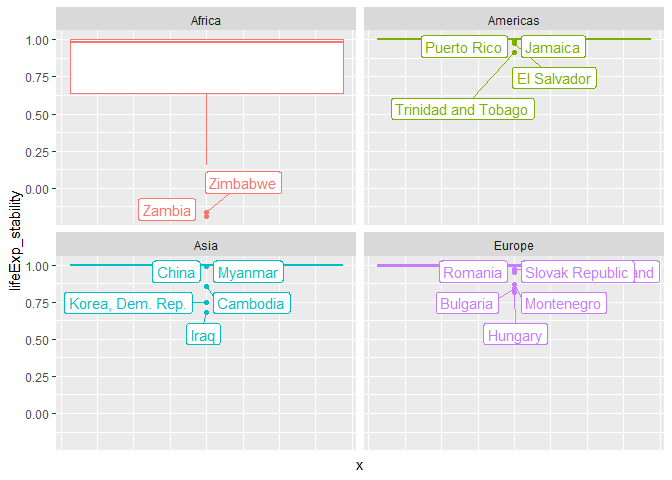 Africa
Americas
1.00
0.75
0.50
0.25
0.00
Puerto Rico
Jamaica
El Salvador
Trinidad and Tobago
Zimbabwe
Zambia
lifeExp_stability
Asia
Europe
1.00
0.75
0.50
0.25
0.00
China
Myanmar
Korea, Dem. Rep.
Cambodia
Iraq
Romania
Slovak Republic
and
Bulgaria
Montenegro
Hungary
x